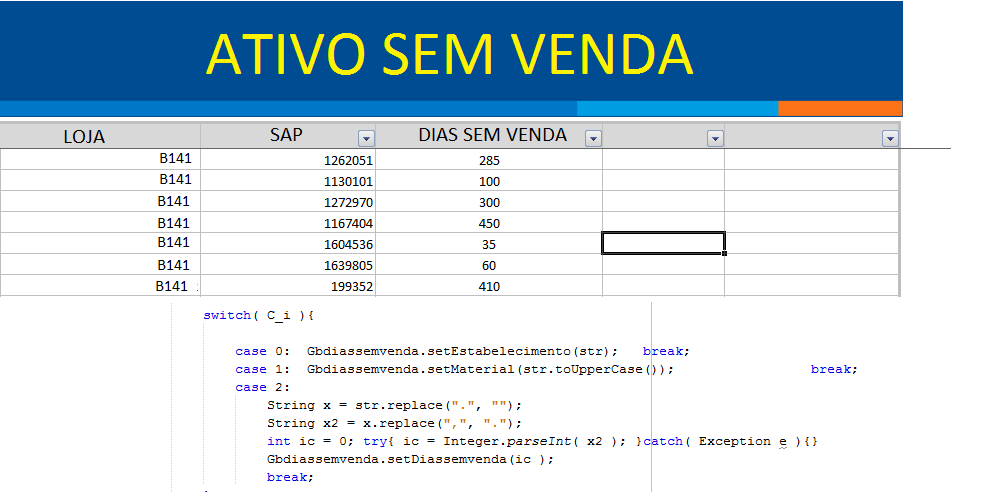 ATIVO SEM VENDA
LOJA SAP DIAS SEM VENDA
B141 1262051 285
B141 1130101 100
B141 1272970 300
B141 1167404 450
B141 1604536 35
B141 1639805 60
B141 199352 410
switch( C_i ){
case 0: Gbdiassemvenda.setEstabelecimento(str); break;
case 1: Gbdiassemvenda.setMaterial(str.toUpperCase()); break;
case 2:
String x = str.replace(".", "");
String x2 = x.replace(",", ".");
int ic = 0; try{ ic = Integer.parseInt( x2 ); }catch( Exception e ){}
Gbdiassemvenda.setDiassemvenda(ic );
break;